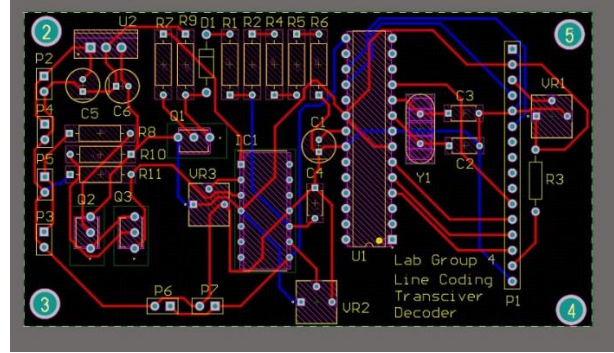 2
U2
R7 R9 D1 R1 R2 R4 R5 R6
5
P2
VR1
C5 C6
C3
P4
Q1
C1
R8
IC1
R10
C2
P5
R11
VR3
C4
Y1
R3
Q2 Q3
P3
U1
Lab Group 4
Line Coding
Transciver
Decoder
P6 P7
VR2
P1
3
4